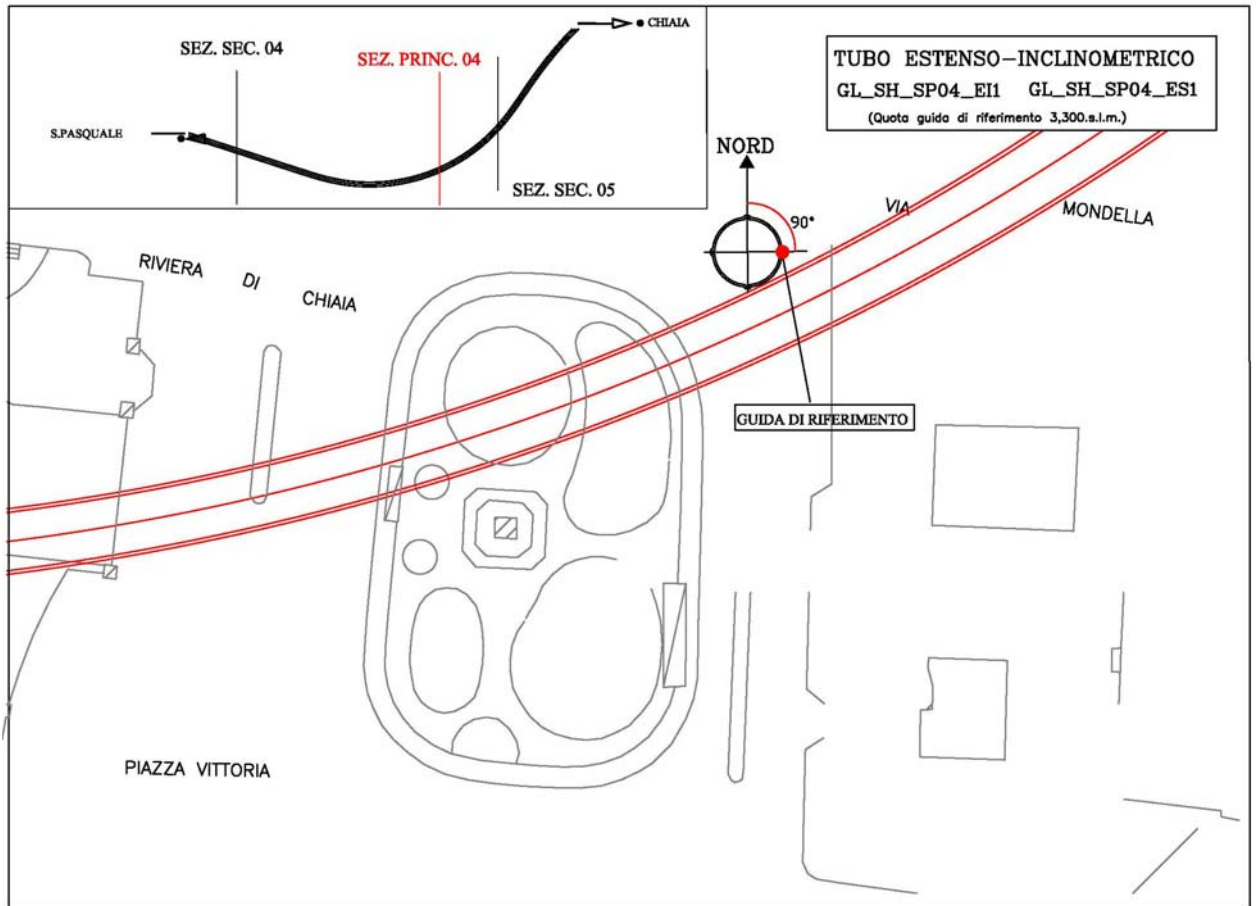 CHIAIA
SEZ. SEC. 04
SEZ. PRINC. 04
S.PASQUALE
SEZ. SEC. 05
TUBO ESTENSO-INCLINOMETRICO
GL_SH_SP04_EI1 GL_SH_SP04_ES1
(Quota guida di riferimento 3,300.s.l.m.)
NORD
90°
VIA MONDELLA
RIVIERA DI CHIAIA
GUIDA DI RIFERIMENTO
PIAZZA VITTORIA